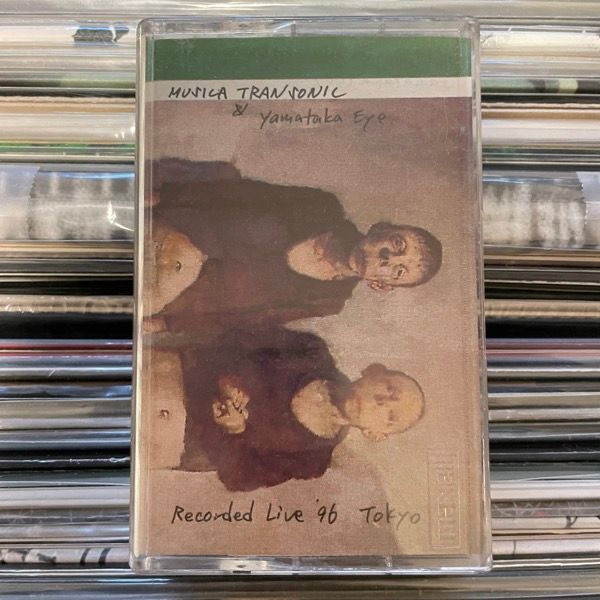 MUSICA TRANSONIC
& Yamataka Eye
Recorded Live '96 Tokyo